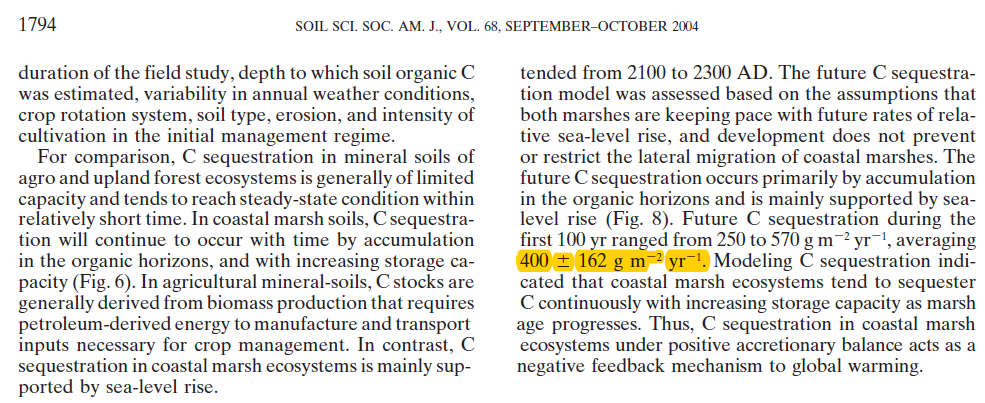 1794
SOIL SCI. SOC. AM. J., VOL. 68, SEPTEMBER–OCTOBER 2004
duration of the field study, depth to which soil organic C
was estimated, variability in annual weather conditions,
crop rotation system, soil type, erosion, and intensity of
cultivation in the initial management regime.
For comparison, C sequestration in mineral soils of
agro and upland forest ecosystems is generally of limited
capacity and tends to reach steady-state condition within
relatively short time. In coastal marsh soils, C sequestra-
tion will continue to occur with time by accumulation
in the organic horizons, and with increasing storage ca-
pacity (Fig. 6). In agricultural mineral-soils, C stocks are
generally derived from biomass production that requires
petroleum-derived energy to manufacture and transport
inputs necessary for crop management. In contrast, C
sequestration in coastal marsh ecosystems is mainly sup-
ported by sea-level rise.
tended from 2100 to 2300 AD. The future C sequestra-
tion model was assessed based on the assumptions that
both marshes are keeping pace with future rates of rela-
tive sea-level rise, and development does not prevent
or restrict the lateral migration of coastal marshes. The
future C sequestration occurs primarily by accumulation
in the organic horizons and is mainly supported by sea-
level rise (Fig. 8). Future C sequestration during the
first 100 yr ranged from 250 to 570 g m⁻² yr⁻¹, averaging
400 ± 162 g m⁻² yr⁻¹. Modeling C sequestration indi-
cated that coastal marsh ecosystems tend to sequester
C continuously with increasing storage capacity as marsh
age progresses. Thus, C sequestration in coastal marsh
ecosystems under positive accretionary balance acts as a
negative feedback mechanism to global warming.